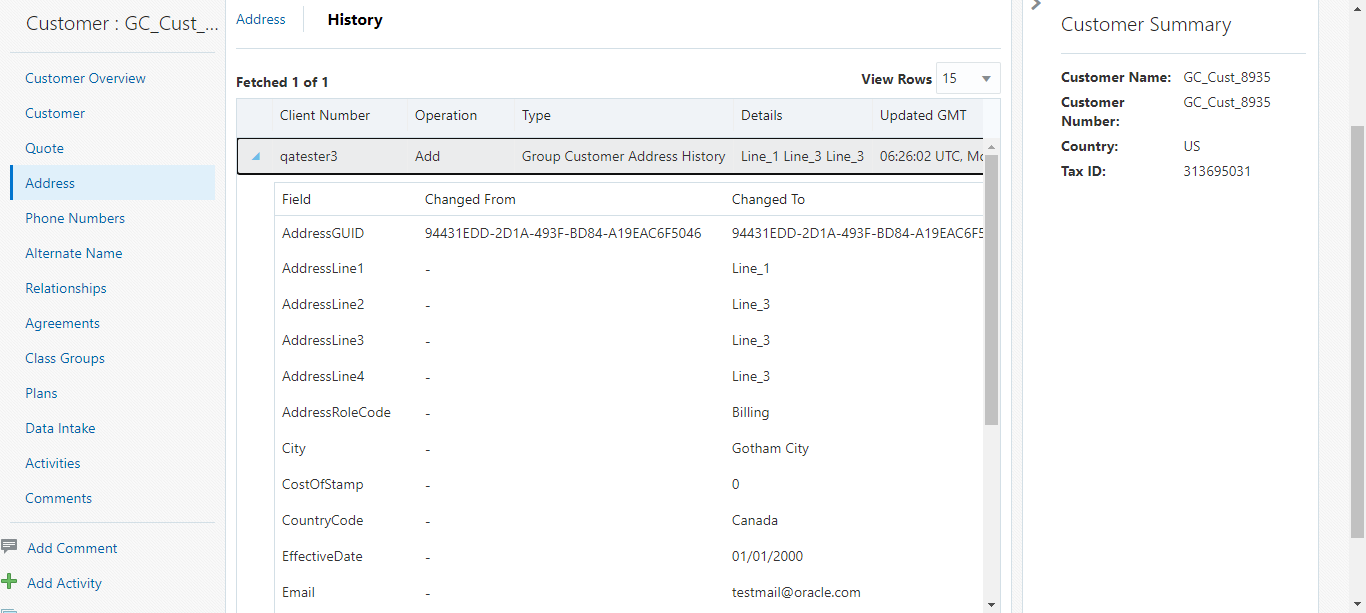 Customer : GC_Cust_...
Customer Overview
Customer
Quote
Address
Phone Numbers
Alternate Name
Relationships
Agreements
Class Groups
Plans
Data Intake
Activities
Comments
Add Comment
Add Activity
Address History
Fetched 1 of 1
View Rows 15
Client Number Operation Type Details Updated GMT
qatester3 Add Group Customer Address History Line_1 Line_3 Line_3 06:26:02 UTC, Mo
Field Changed From Changed To
AddressGUID 94431EDD-2D1A-493F-BD84-A19EAC6F5046 94431EDD-2D1A-493F-BD84-A19EAC6F5
AddressLine1 - Line_1
AddressLine2 - Line_3
AddressLine3 - Line_3
AddressLine4 - Line_3
AddressRoleCode - Billing
City - Gotham City
CostOfStamp - 0
CountryCode - Canada
EffectiveDate - 01/01/2000
Email - testmail@oracle.com
Customer Summary
Customer Name: GC_Cust_8935
Customer Number: GC_Cust_8935
Country: US
Tax ID: 313695031